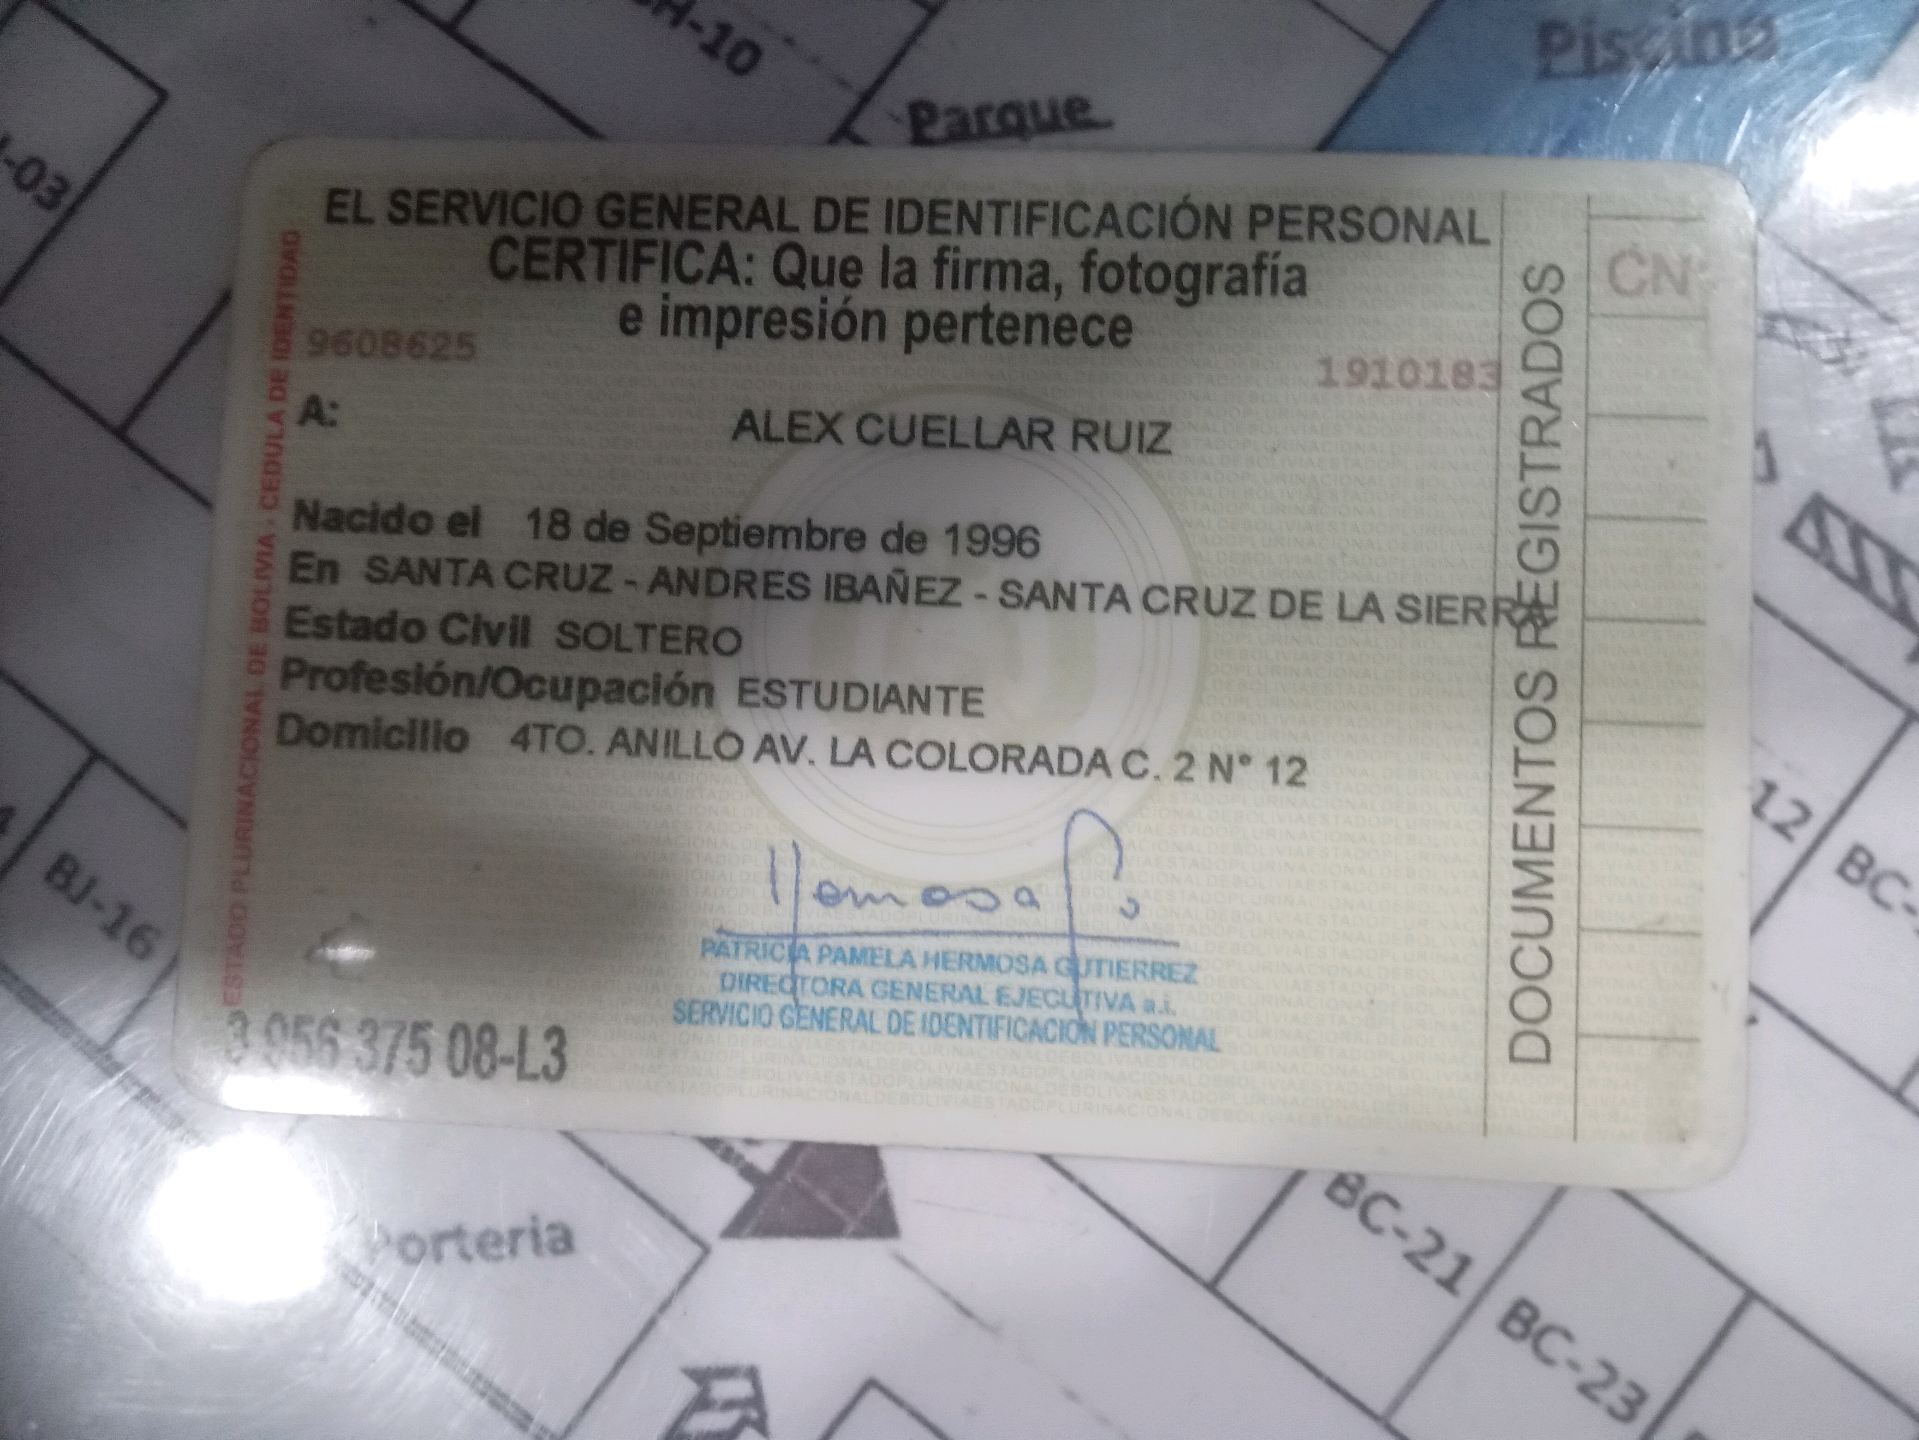 CH-10
Parque
Piscina
-03
EL SERVICIO GENERAL DE IDENTIFICACIÓN PERSONAL
CERTIFICA: Que la firma, fotografía
e impresión pertenece
9608625
1910183
A:
ALEX CUELLAR RUIZ
Nacido el 18 de Septiembre de 1996
En SANTA CRUZ - ANDRES IBAÑEZ - SANTA CRUZ DE LA SIERRA
Estado Civil SOLTERO
Profesión/Ocupación ESTUDIANTE
Domicilio 4TO. ANILLO AV. LA COLORADA C. 2 N° 12
Hermosa G.
PATRICIA PAMELA HERMOSA GUTIERREZ
DIRECTORA GENERAL EJECUTIVA a.i.
SERVICIO GENERAL DE IDENTIFICACIÓN PERSONAL
3 056 375 08-L3
ESTADO PLURINACIONAL DE BOLIVIA - CEDULA DE IDENTIDAD
DOCUMENTOS REGISTRADOS
CN
BJ-16
-12
BC-
Porteria
BC-21
BC-23